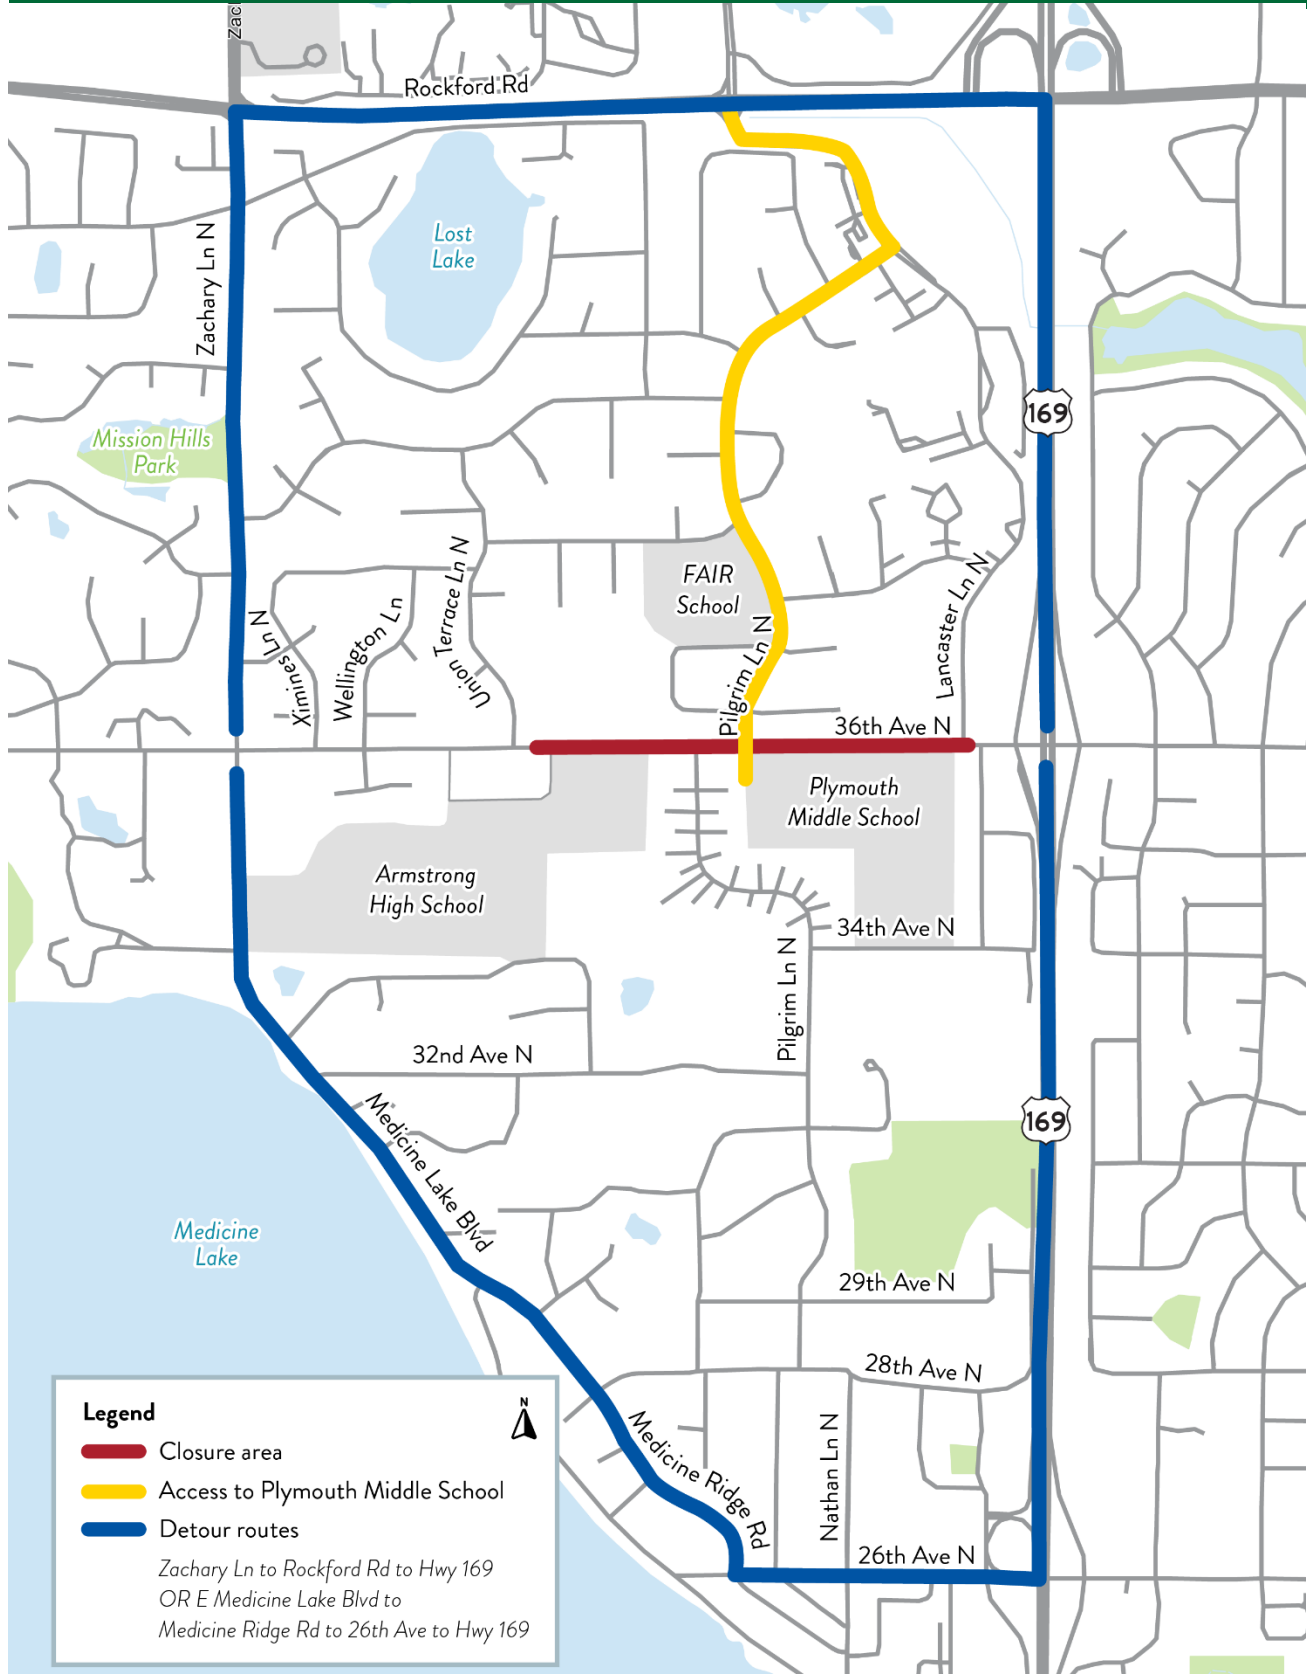 Zacl
Rockford Rd
Zachary Ln N
Lost
Lake
169
Mission Hills
Park
FAIR
School
Ximines Ln N
Wellington Ln
Union Terrace Ln N
Pilgrim Ln N
Lancaster Ln N
36th Ave N
Plymouth
Middle School
Armstrong
High School
34th Ave N
Pilgrim Ln N
32nd Ave N
169
Medicine Lake Blvd
Medicine
Lake
29th Ave N
28th Ave N
Medicine Ridge Rd
Nathan Ln N
26th Ave N
Legend
N
Closure area
Access to Plymouth Middle School
Detour routes
Zachary Ln to Rockford Rd to Hwy 169
OR E Medicine Lake Blvd to
Medicine Ridge Rd to 26th Ave to Hwy 169